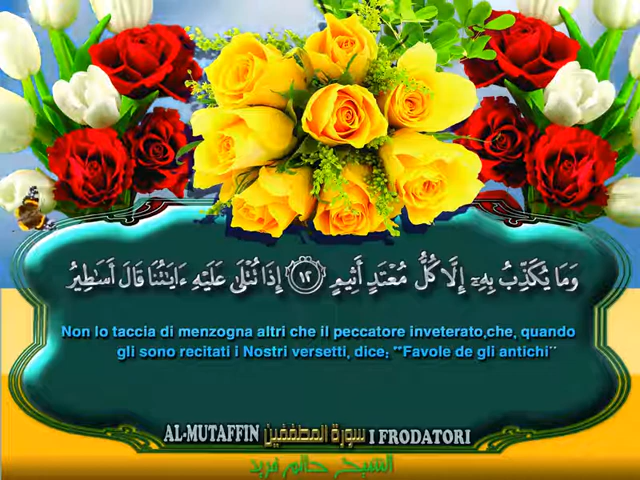 وَمَا يُكَذِّبُ بِهِۦٓ إِلَّا كُلُّ مُعْتَدٍ أَثِيمٍ ١٢ إِذَا تُتْلَىٰ عَلَيْهِ ءَايَٰتُنَا قَالَ أَسَٰطِيرُ
Non lo taccia di menzogna altri che il peccatore inveterato,che, quando
gli sono recitati i Nostri versetti, dice: "“Favole de gli antichi¨
AL-MUTAFFIN سورة المطففين I FRODATORI
الشيخ حاتم فريد